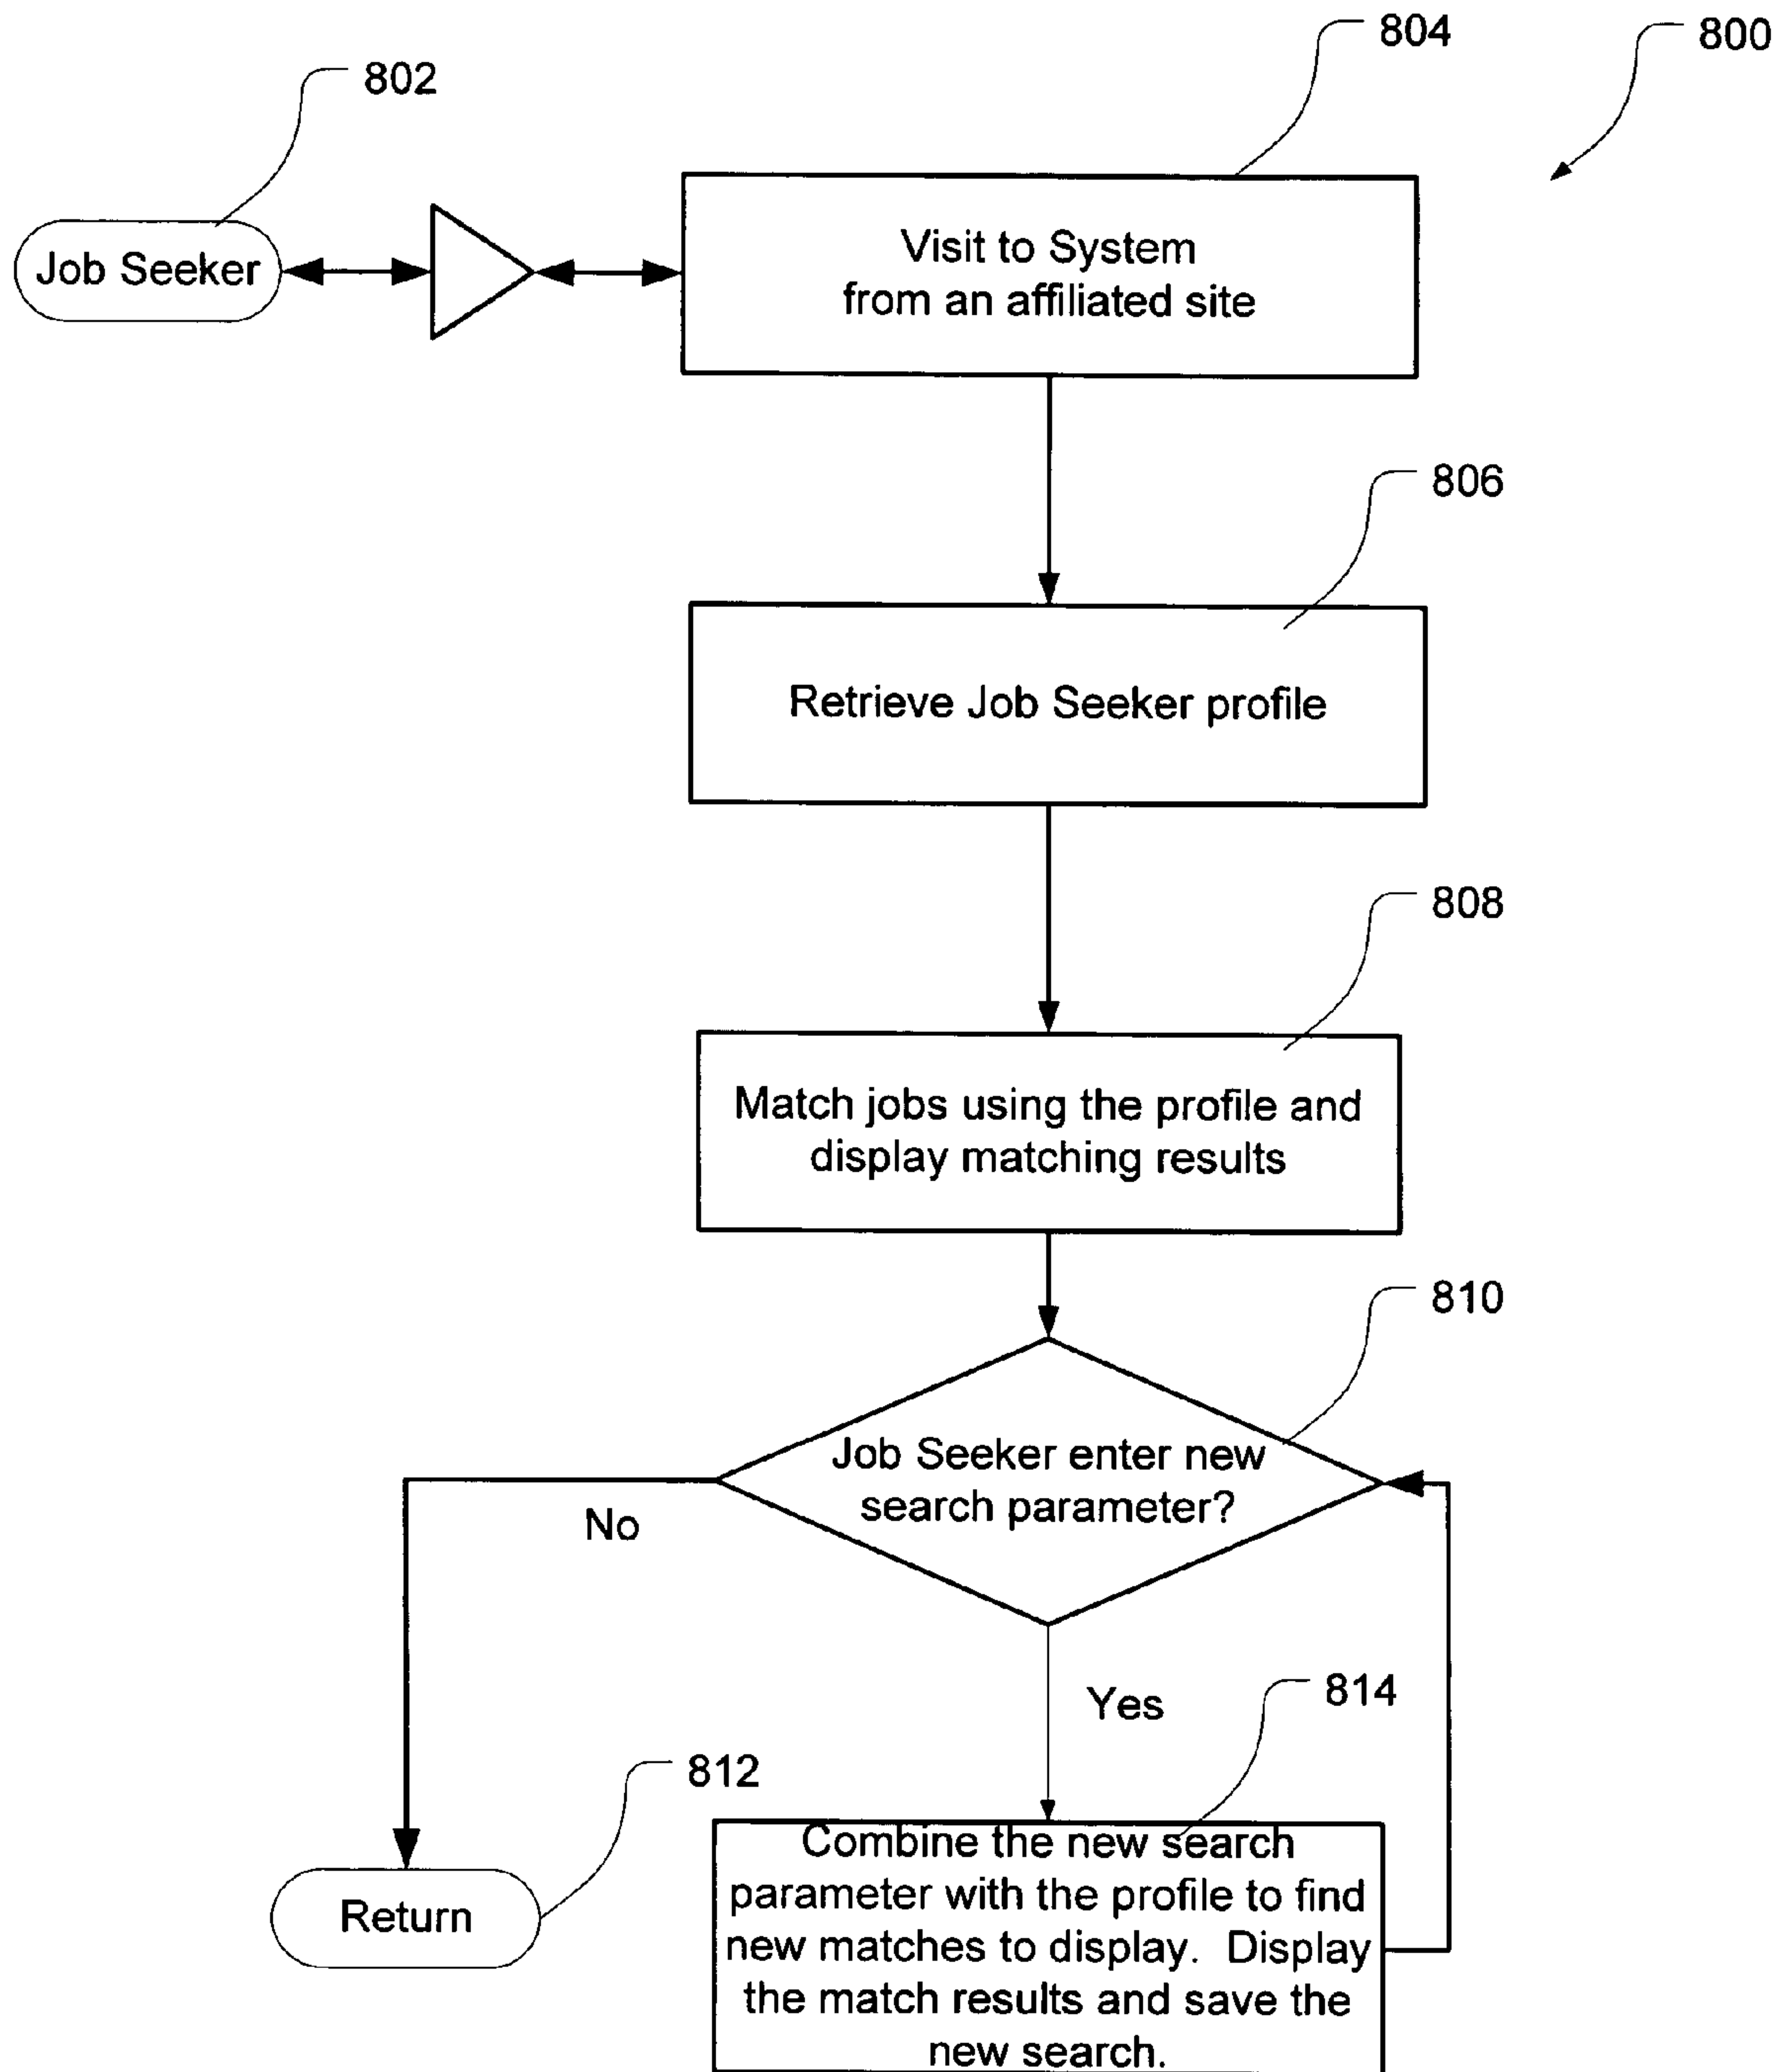 804
800
802
Job Seeker
Visit to System
from an affiliated site
806
Retrieve Job Seeker profile
808
Match jobs using the profile and
display matching results
810
Job Seeker enter new
search parameter?
No
Yes
814
812
Return
Combine the new search
parameter with the profile to find
new matches to display.  Display
the match results and save the
new search.